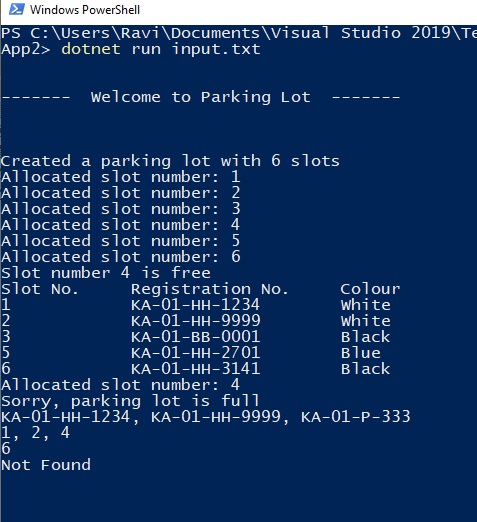 Windows PowerShell
PS C:\Users\Ravi\Documents\Visual Studio 2019\Te
App2> dotnet run input.txt
------- Welcome to Parking Lot -------
Created a parking lot with 6 slots
Allocated slot number: 1
Allocated slot number: 2
Allocated slot number: 3
Allocated slot number: 4
Allocated slot number: 5
Allocated slot number: 6
Slot number 4 is free
Slot No. Registration No. Colour
1 KA-01-HH-1234 White
2 KA-01-HH-9999 White
3 KA-01-BB-0001 Black
5 KA-01-HH-2701 Blue
6 KA-01-HH-3141 Black
Allocated slot number: 4
Sorry, parking lot is full
KA-01-HH-1234, KA-01-HH-9999, KA-01-P-333
1, 2, 4
6
Not Found